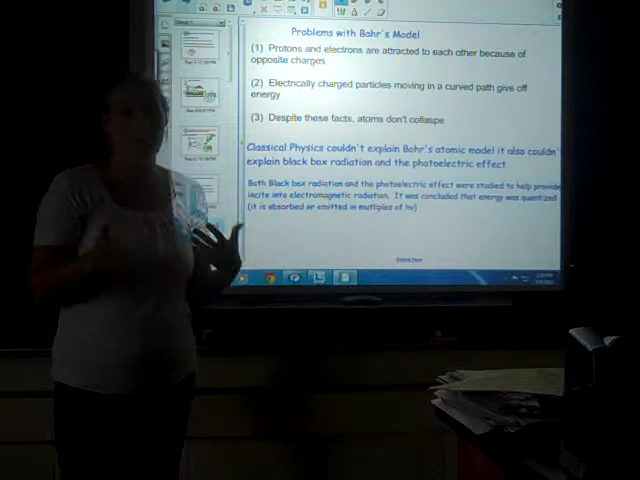 Problems with Bohr's Model
(1) Protons and electrons are attracted to each other because of
opposite charges
(2) Electrically charged particles moving in a curved path give off
energy
(3) Despite these facts, atoms don't collapse
Classical Physics couldn't explain Bohr's atomic model it also couldn'
explain black box radiation and the photoelectric effect
Both Black box radiation and the photoelectric effect were studied to help provide
incite into electromagnetic radiation. It was concluded that energy was quantized
(it is absorbed or emitted in mutliples of hv)